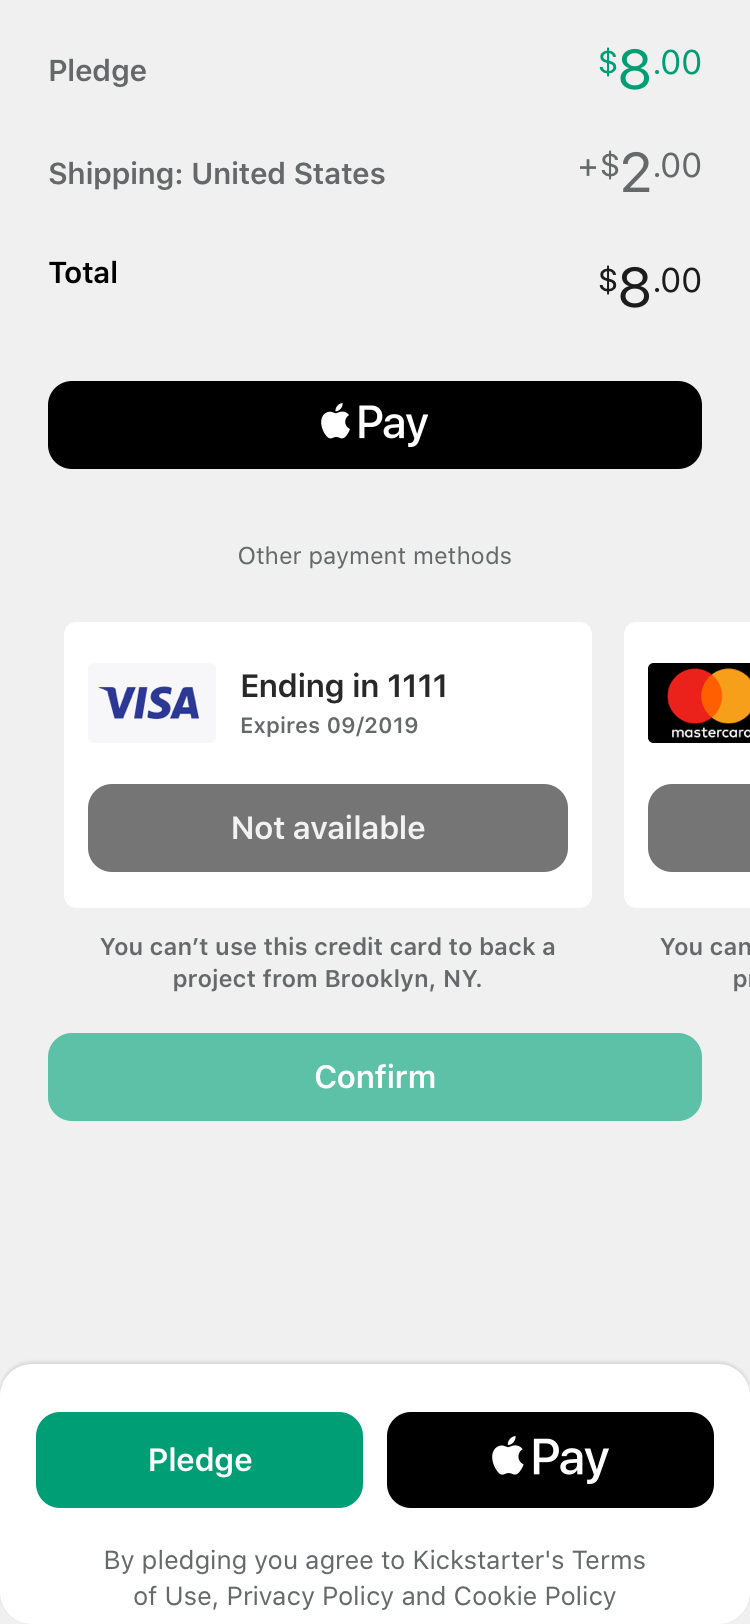 Pledge $8.00
Shipping: United States +$2.00
Total $8.00
Pay
Other payment methods
VISA Ending in 1111
Expires 09/2019
mastercard
Not available
You can’t use this credit card to back a
project from Brooklyn, NY.
You can
Confirm
Pledge
Pay
By pledging you agree to Kickstarter's Terms
of Use, Privacy Policy and Cookie Policy